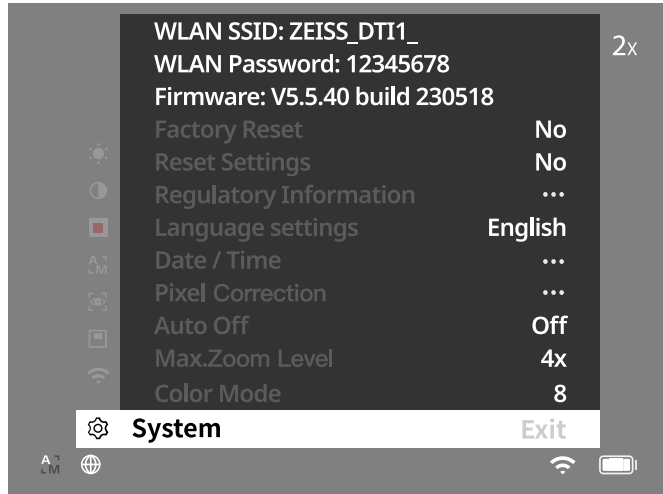 WLAN SSID: ZEISS_DTI1_
2x
WLAN Password: 12345678
Firmware: V5.5.40 build 230518
Factory Reset No
Reset Settings No
Regulatory Information •••
Language settings English
Date / Time •••
Pixel Correction •••
Auto Off Off
Max.Zoom Level 4x
Color Mode 8
System Exit
A M